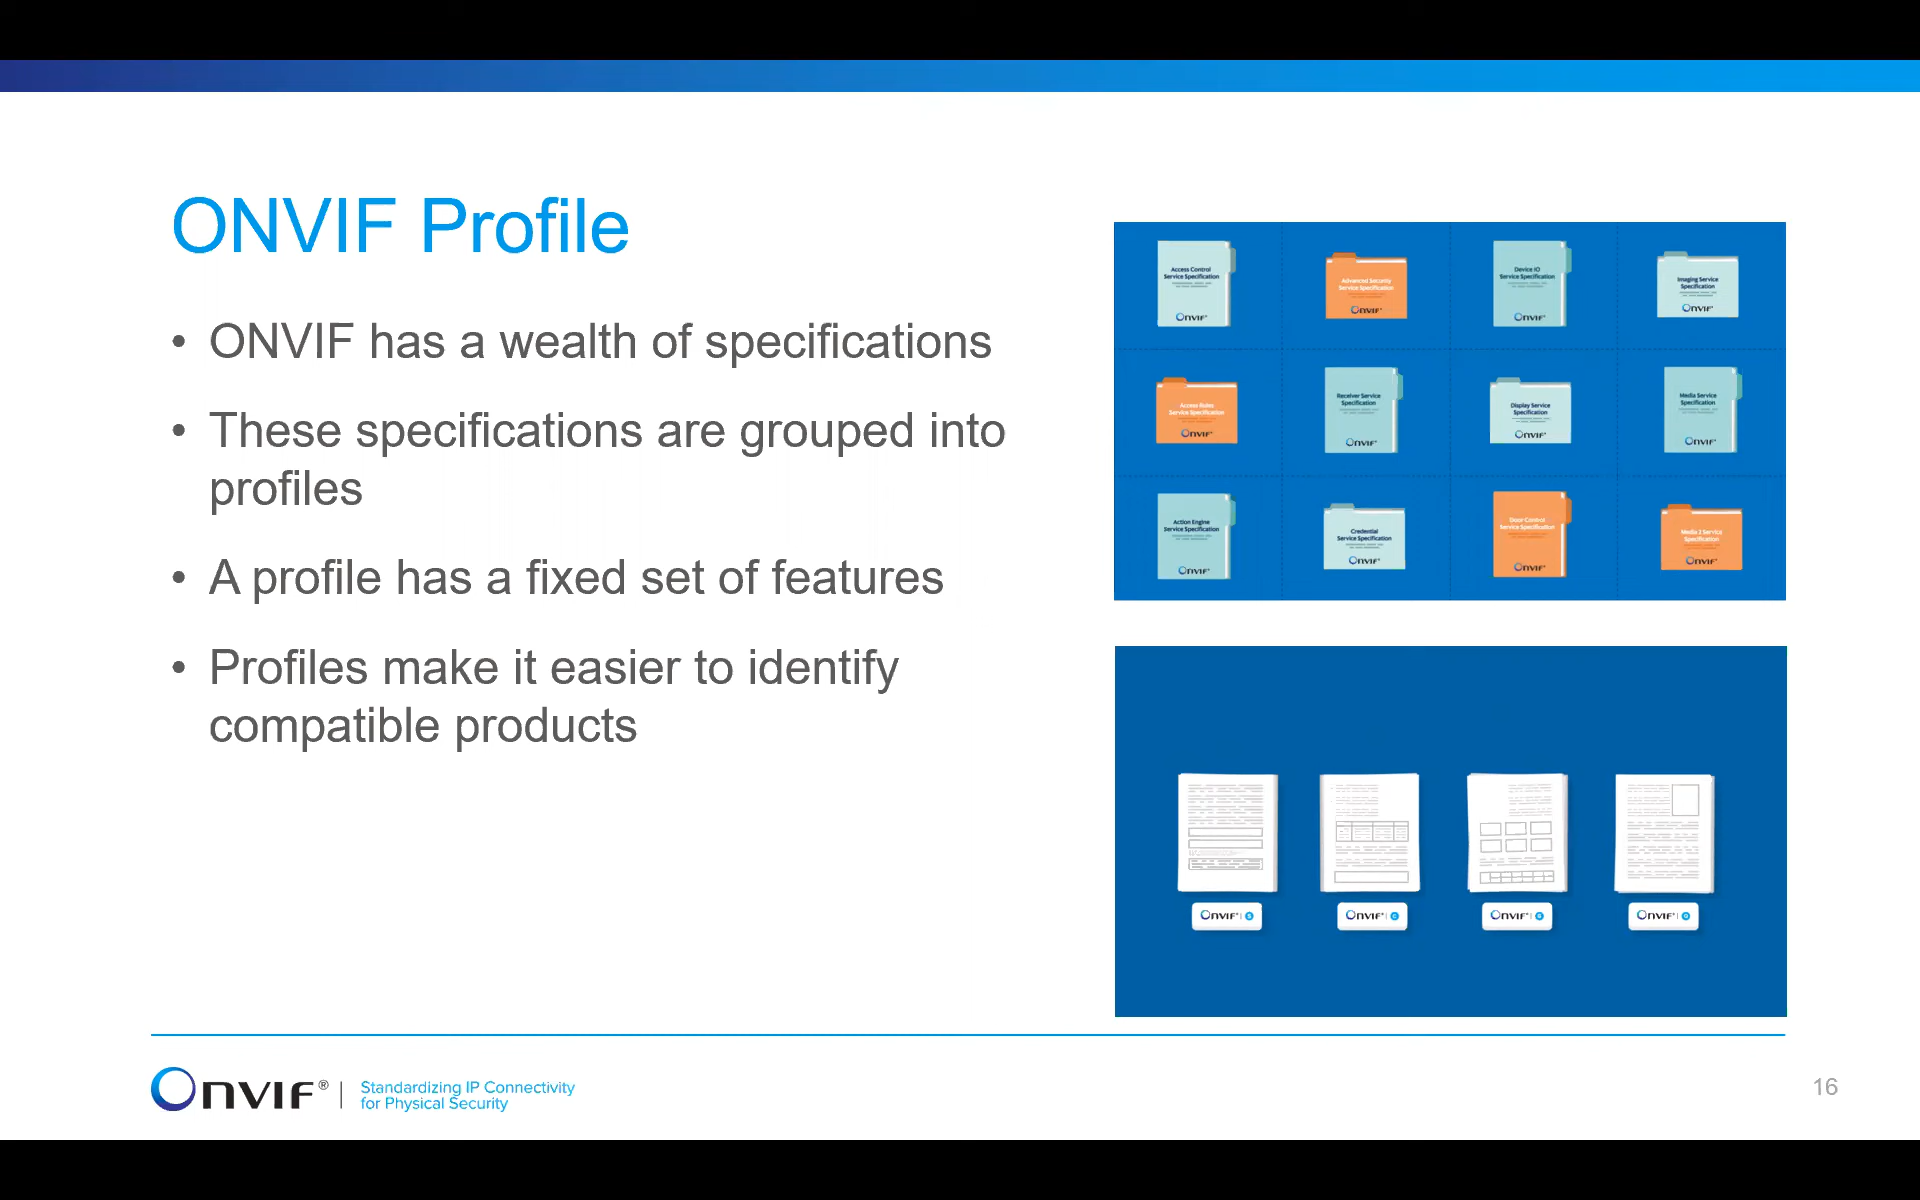 ONVIF Profile
• ONVIF has a wealth of specifications
• These specifications are grouped into
profiles
• A profile has a fixed set of features
• Profiles make it easier to identify
compatible products
Access Control
Service Specification
ONVIF®
Advanced Security
Service Specification
ONVIF®
Device IO
Service Specification
ONVIF®
Imaging Service
Specification
ONVIF®
Access Rules
Service Specification
ONVIF®
Receiver Service
Specification
ONVIF®
Display Service
Specification
ONVIF®
Media Service
Specification
ONVIF®
Action Engine
Service Specification
ONVIF®
Credential
Service Specification
ONVIF®
Door Control
Service Specification
ONVIF®
Media 2 Service
Specification
ONVIF®
ONVIF® | S
ONVIF® | C
ONVIF® |
ONVIF® |
ONVIF® | Standardizing IP Connectivity
for Physical Security
16